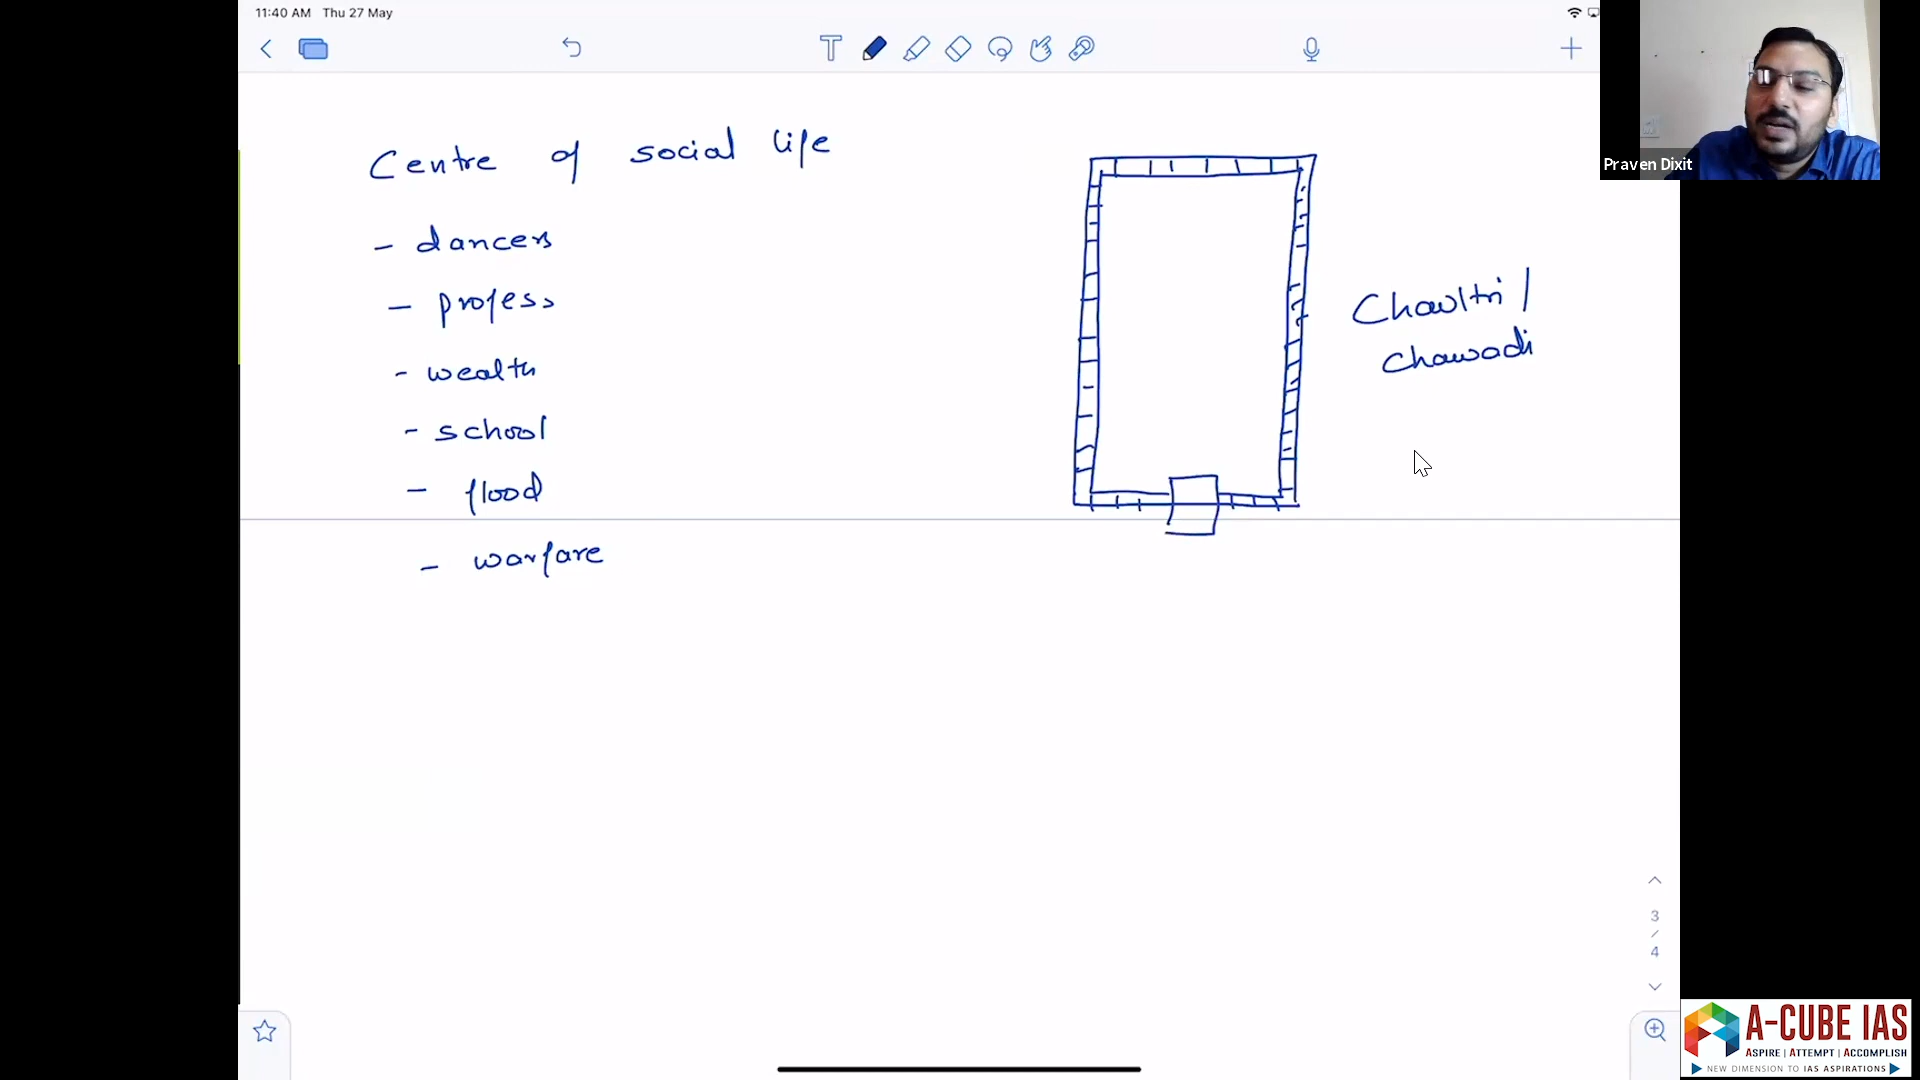 11:40 AM Thu 27 May
Praven Dixit
Centre of social life
- dancers
- profess
- wealth
- school
- flood
- warfare
Chaultri /
Chawadi
3
/
4
A-CUBE IAS
ASPIRE | ATTEMPT | ACCOMPLISH
NEW DIMENSION TO IAS ASPIRATIONS